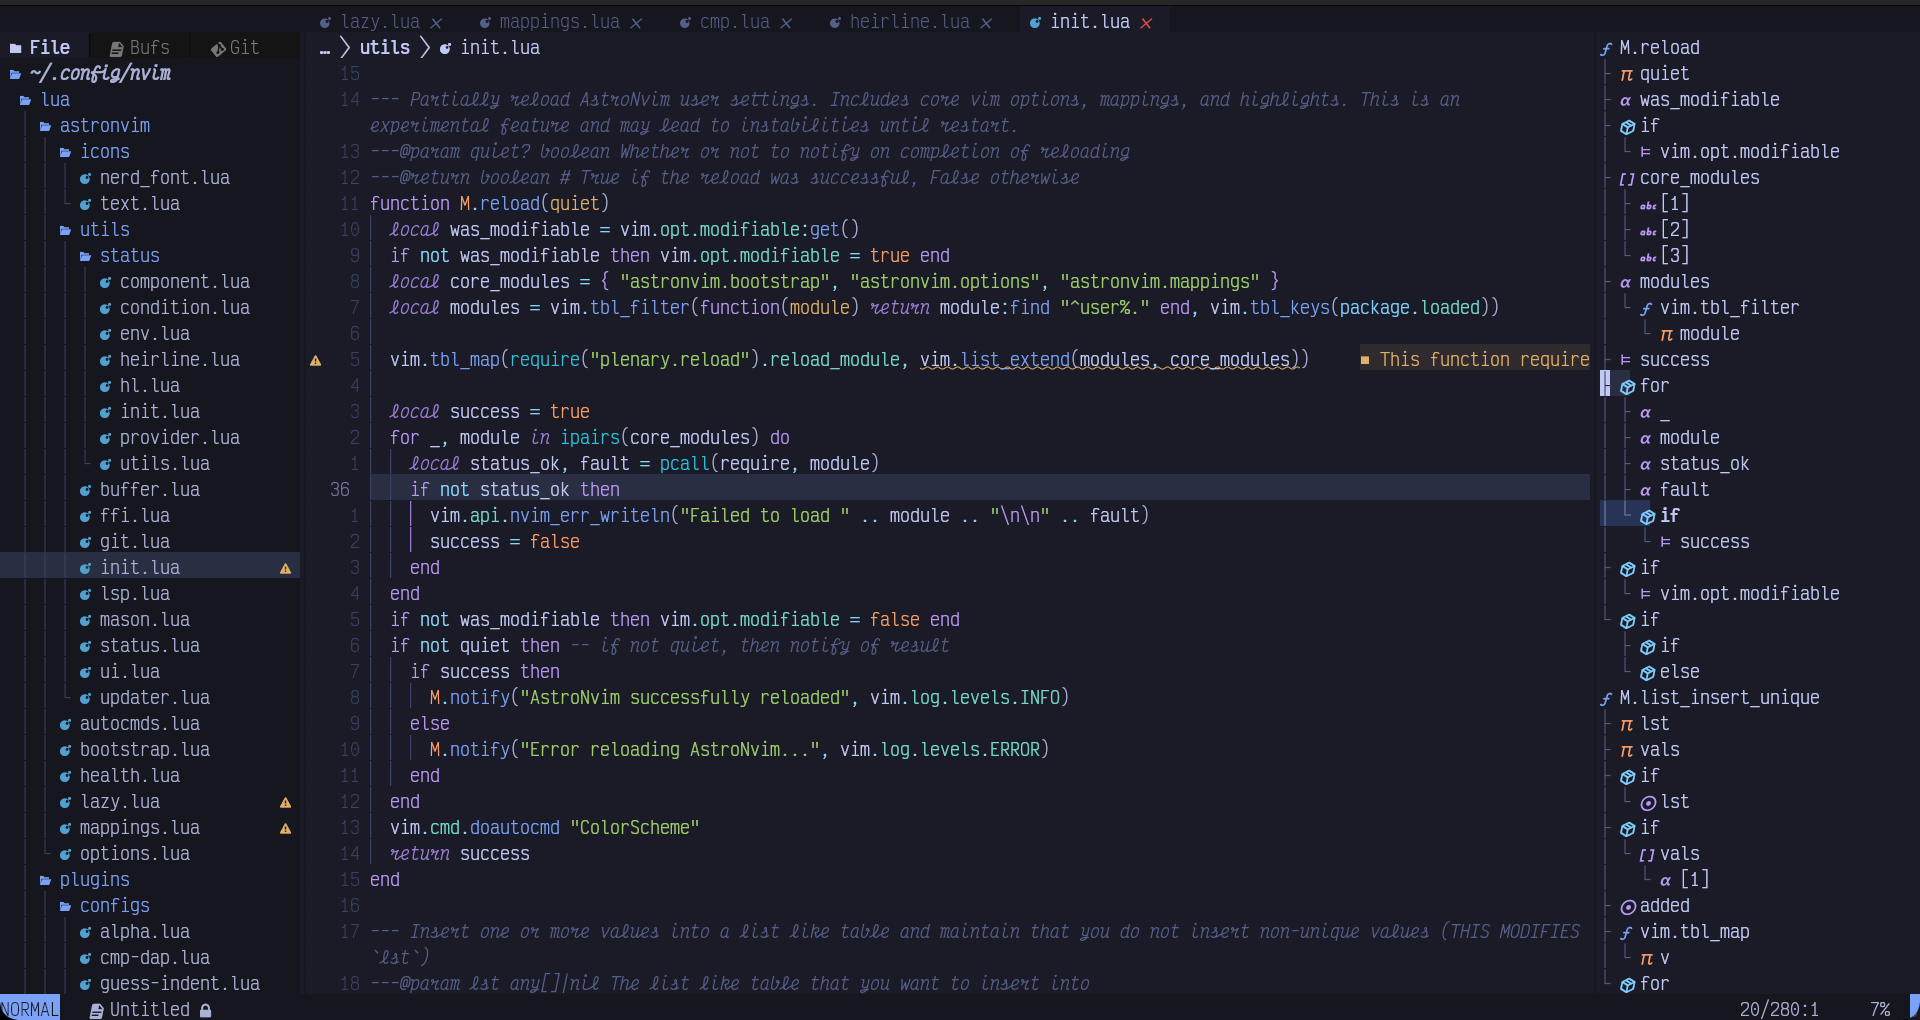 lazy.lua × mappings.lua × cmp.lua × heirline.lua × init.lua ×
File Bufs Git
~/.config/nvim
lua
astronvim
icons
nerd_font.lua
text.lua
utils
status
component.lua
condition.lua
env.lua
heirline.lua
hl.lua
init.lua
provider.lua
utils.lua
buffer.lua
ffi.lua
git.lua
init.lua
lsp.lua
mason.lua
status.lua
ui.lua
updater.lua
autocmds.lua
bootstrap.lua
health.lua
lazy.lua
mappings.lua
options.lua
plugins
configs
alpha.lua
cmp-dap.lua
guess-indent.lua
… > utils > init.lua
15
14 --- Partially reload AstroNvim user settings. Includes core vim options, mappings, and highlights. This is an
experimental feature and may lead to instabilities until restart.
13 ---@param quiet? boolean Whether or not to notify on completion of reloading
12 ---@return boolean # True if the reload was successful, False otherwise
11 function M.reload(quiet)
10 local was_modifiable = vim.opt.modifiable:get()
9 if not was_modifiable then vim.opt.modifiable = true end
8 local core_modules = { "astronvim.bootstrap", "astronvim.options", "astronvim.mappings" }
7 local modules = vim.tbl_filter(function(module) return module:find "^user%." end, vim.tbl_keys(package.loaded))
6
5 vim.tbl_map(require("plenary.reload").reload_module, vim.list_extend(modules, core_modules)) ■ This function require
4
3 local success = true
2 for _, module in ipairs(core_modules) do
1 local status_ok, fault = pcall(require, module)
36 if not status_ok then
1 vim.api.nvim_err_writeln("Failed to load " .. module .. "\n\n" .. fault)
2 success = false
3 end
4 end
5 if not was_modifiable then vim.opt.modifiable = false end
6 if not quiet then -- if not quiet, then notify of result
7 if success then
8 M.notify("AstroNvim successfully reloaded", vim.log.levels.INFO)
9 else
10 M.notify("Error reloading AstroNvim...", vim.log.levels.ERROR)
11 end
12 end
13 vim.cmd.doautocmd "ColorScheme"
14 return success
15 end
16
17 --- Insert one or more values into a list like table and maintain that you do not insert non-unique values (THIS MODIFIES
`lst`)
18 ---@param lst any[]|nil The list like table that you want to insert into
ƒ M.reload
π quiet
α was_modifiable
if
⊨ vim.opt.modifiable
[] core_modules
abc [1]
abc [2]
abc [3]
α modules
ƒ vim.tbl_filter
π module
⊨ success
for
α _
α module
α status_ok
α fault
if
⊨ success
if
⊨ vim.opt.modifiable
if
if
else
ƒ M.list_insert_unique
π lst
π vals
if
lst
if
[] vals
α [1]
added
ƒ vim.tbl_map
π v
for
NORMAL Untitled 20/280:1 7%